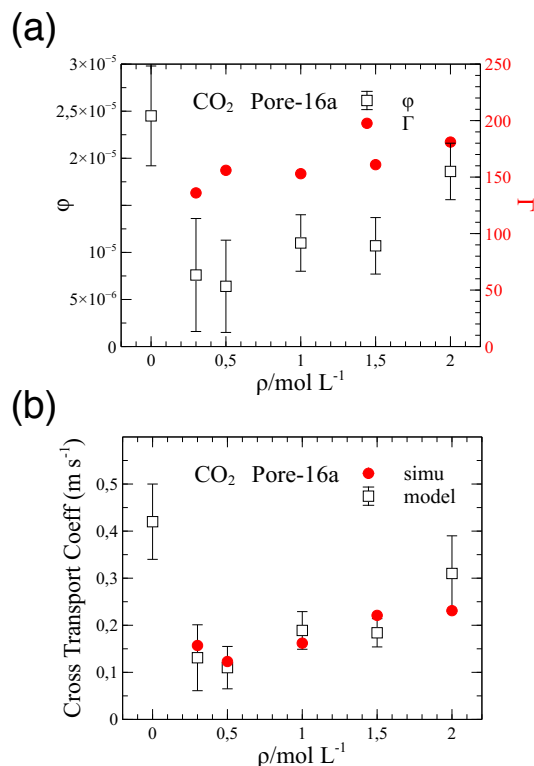 (a)
3×10⁻⁵
2,5×10⁻⁵
2×10⁻⁵
10⁻⁵
5×10⁻⁶
0
φ
CO₂ Pore-16a
φ
Γ
250
200
150
100
50
0
Γ
0 0,5 1 1,5 2
ρ/mol L⁻¹
(b)
Cross Transport Coeff (m s⁻¹)
0,5
0,4
0,3
0,2
0,1
0
CO₂ Pore-16a
simu
model
0 0,5 1 1,5 2
ρ/mol L⁻¹